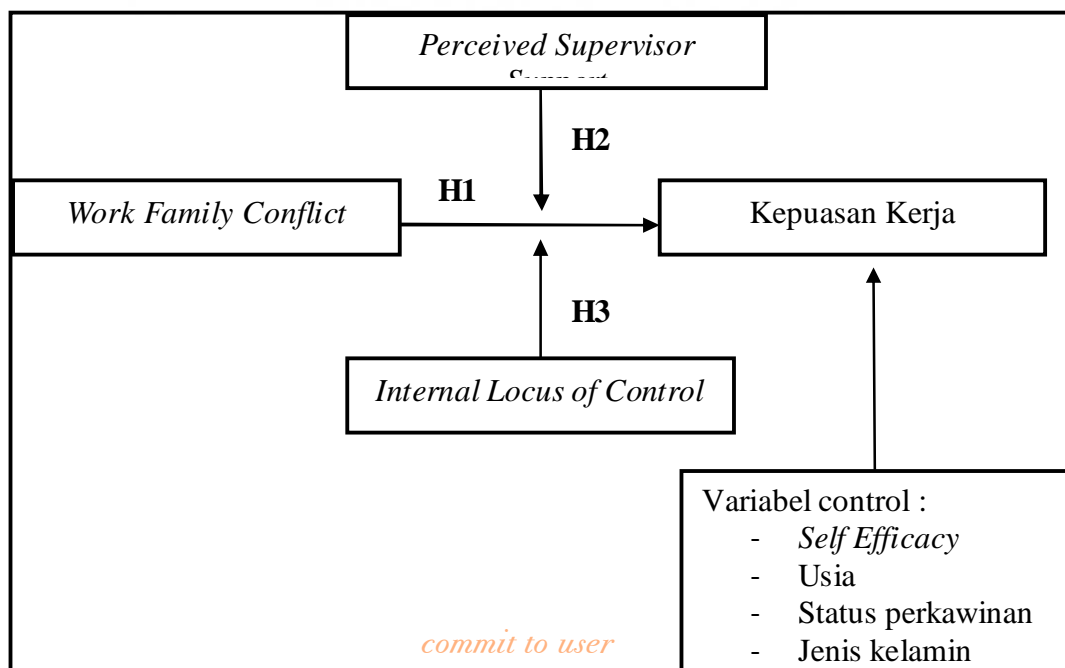 Perceived Supervisor
H2
H1
Work Family Conflict
Kepuasan Kerja
H3
Internal Locus of Control
Variabel control :
- Self Efficacy
- Usia
- Status perkawinan
- Jenis kelamin
commit to user